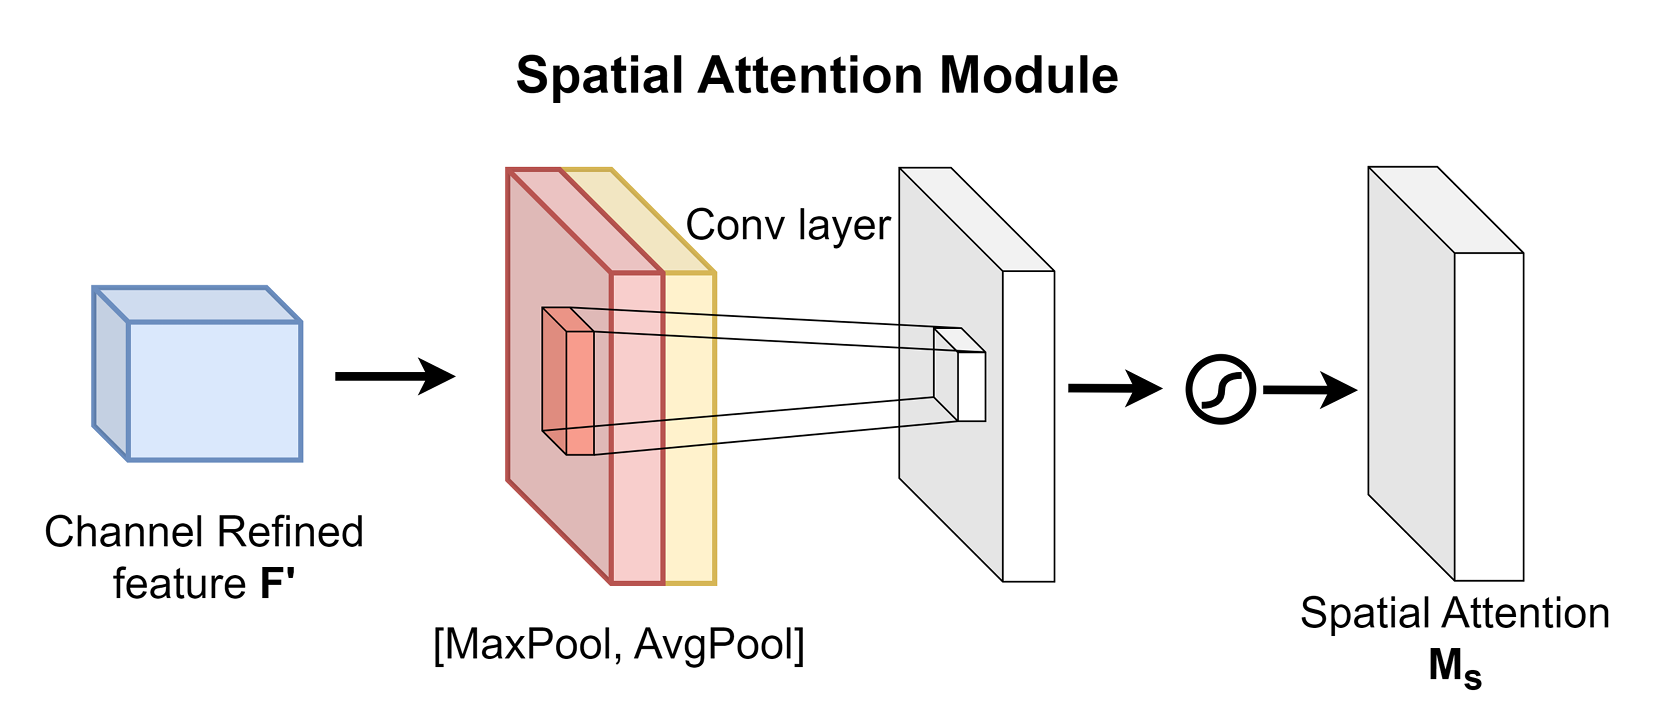 Spatial Attention Module
Conv layer
Channel Refined
feature F'
[MaxPool, AvgPool]
Spatial Attention
Ms